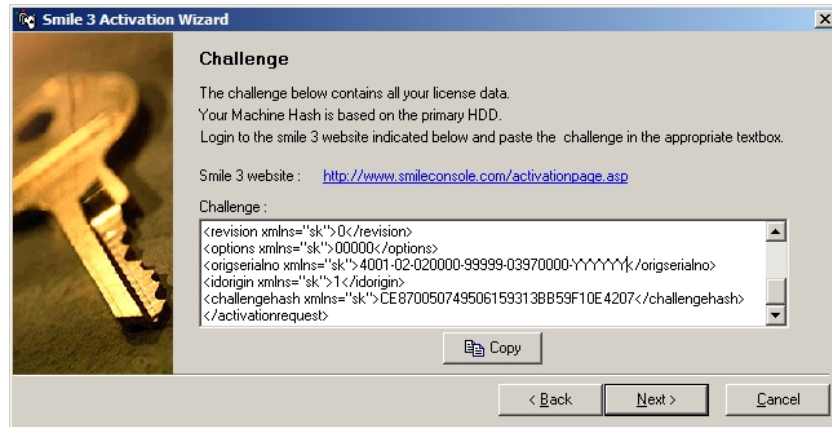 Smile 3 Activation Wizard
Challenge
The challenge below contains all your license data.
Your Machine Hash is based on the primary HDD.
Login to the smile 3 website indicated below and paste the challenge in the appropriate textbox.
Smile 3 website : http://www.smileconsole.com/activationpage.asp
Challenge :
<revision xmlns="sk">0</revision>
<options xmlns="sk">00000</options>
<origserialno xmlns="sk">4001-02-020000-99999-03970000-YYYYYY</origserialno>
<idorigin xmlns="sk">1</idorigin>
<challengehash xmlns="sk">CE870050749506159313BB59F10E4207</challengehash>
</activationrequest>
Copy
< Back Next > Cancel